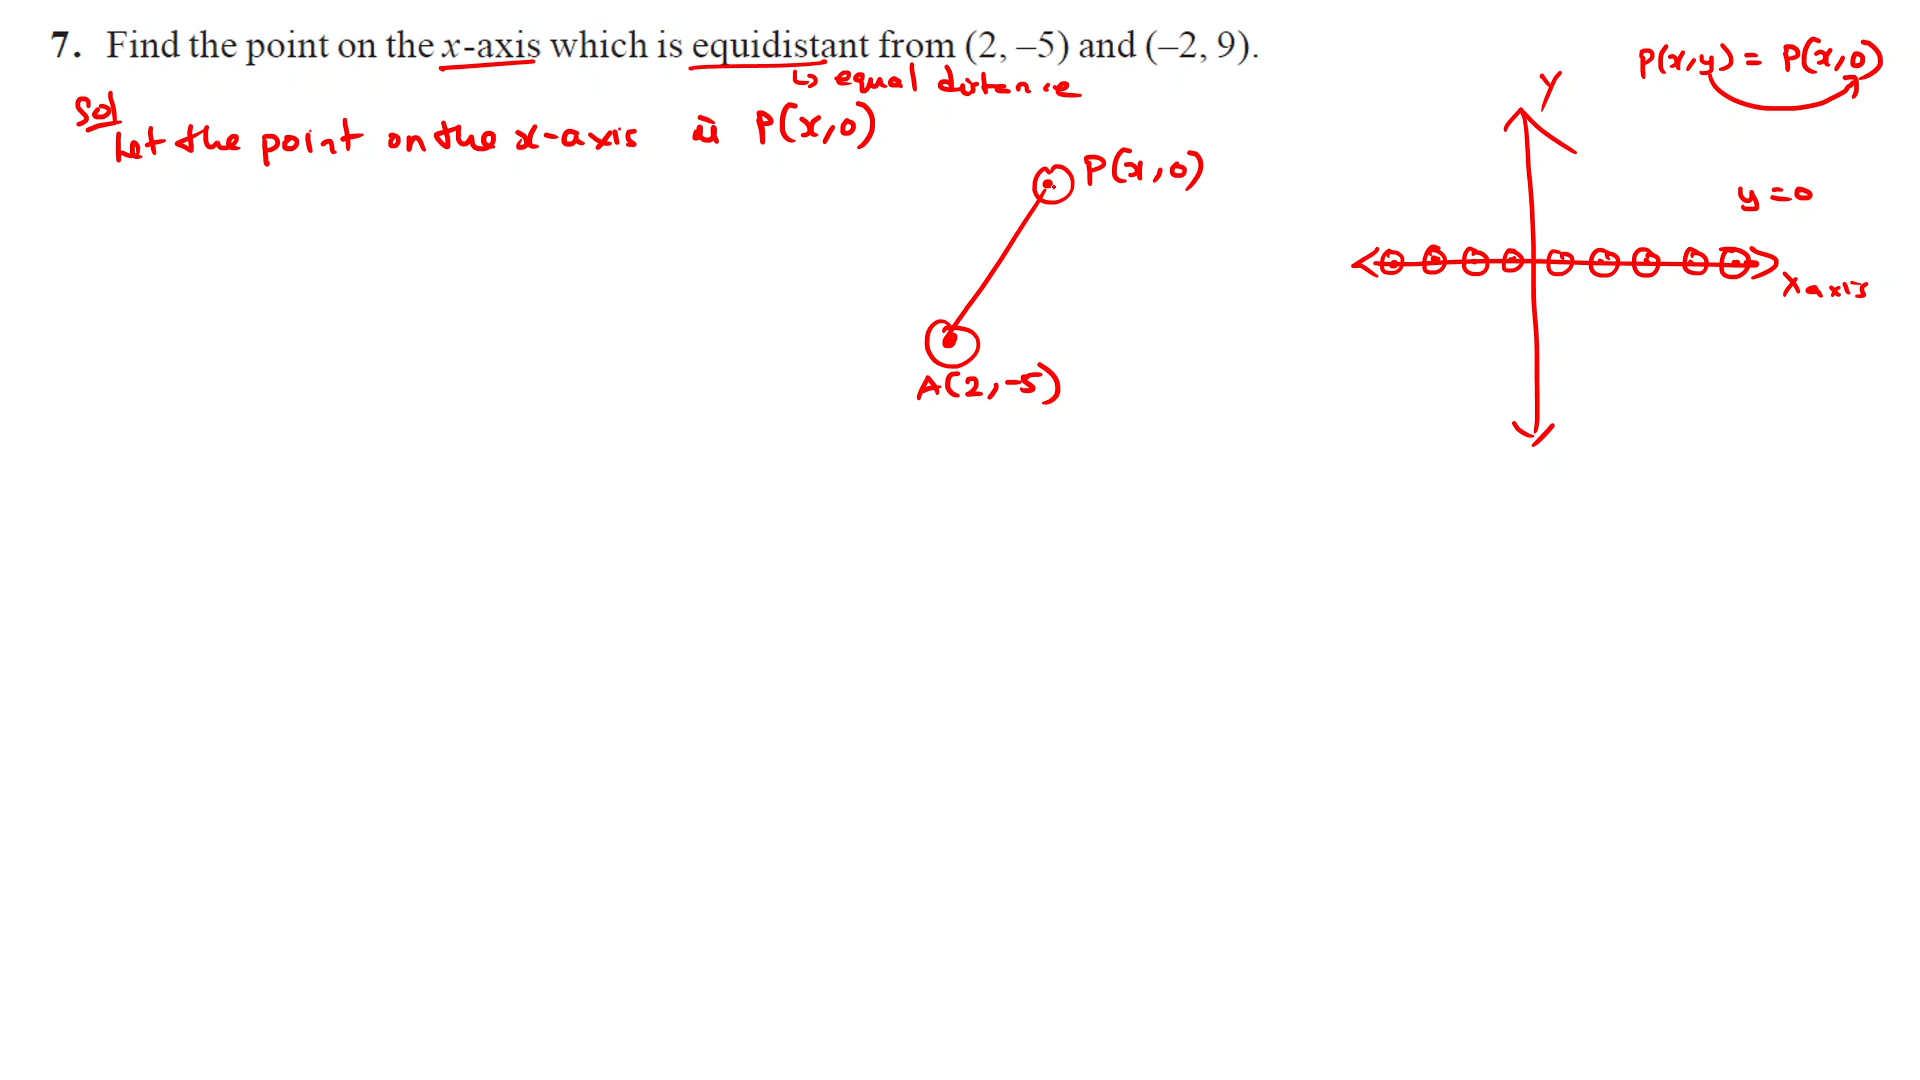 7. Find the point on the x-axis which is equidistant from (2, –5) and (–2, 9).
↳ equal distance
P(x,y) = P(x,0)
Sol
Let the point on the x-axis is P(x,0)
Y
P(x,0)
y=0
X axis
A(2,-5)